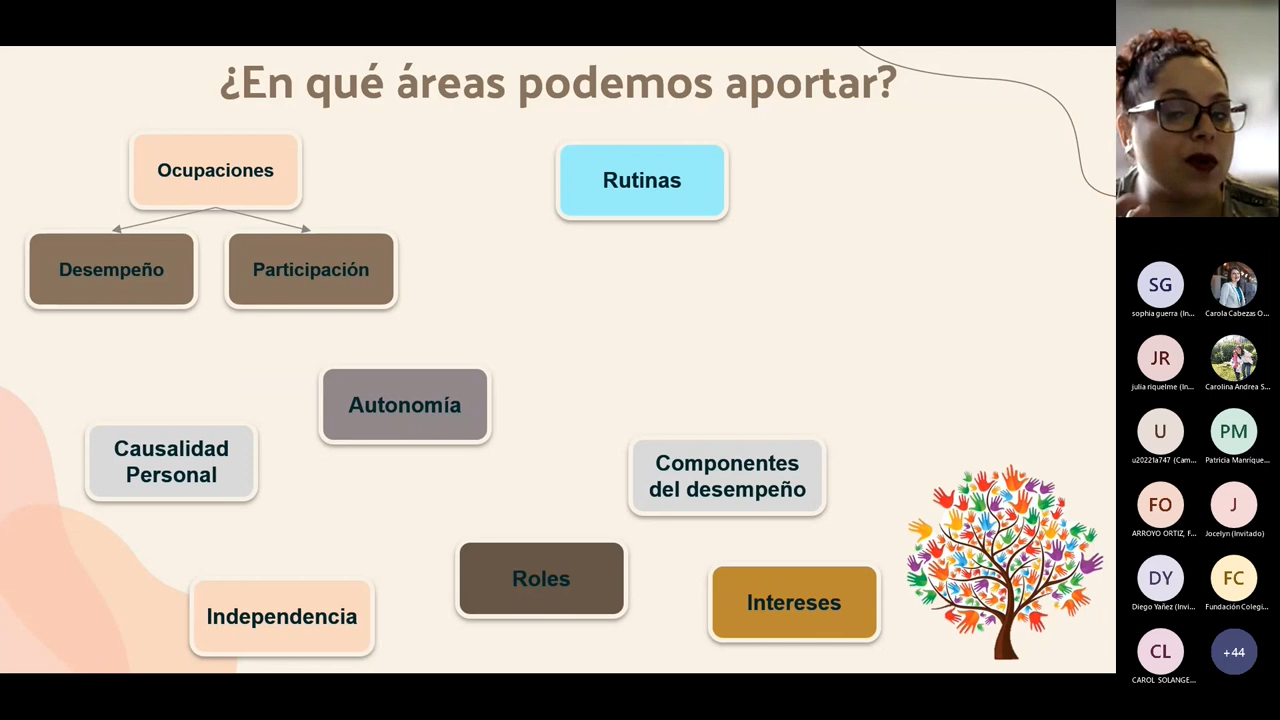 ¿En qué áreas podemos aportar?
Ocupaciones
Rutinas
Desempeño
Participación
Autonomía
Causalidad
Personal
Componentes
del desempeño
Roles
Intereses
Independencia
SG
sophia guerra (In...
Carola Cabezas O...
JR
julia riquelme (In...
Carolina Andrea S...
U
PM
u20221a747 (Cam...
Patricia Manríque...
FO
J
ARROYO ORTIZ, F...
Jocelyn (Invitado)
DY
FC
Diego Yañez (Invi...
Fundación Colegi...
CL
+44
CAROL SOLANGE...